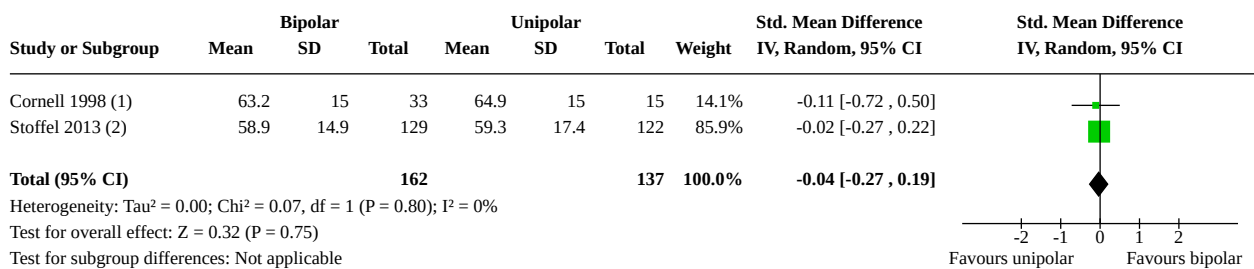 Bipolar Unipolar Std. Mean Difference Std. Mean Difference
Study or Subgroup Mean SD Total Mean SD Total Weight IV, Random, 95% CI IV, Random, 95% CI
Cornell 1998 (1) 63.2 15 33 64.9 15 15 14.1% -0.11 [-0.72 , 0.50]
Stoffel 2013 (2) 58.9 14.9 129 59.3 17.4 122 85.9% -0.02 [-0.27 , 0.22]
Total (95% CI) 162 137 100.0% -0.04 [-0.27 , 0.19]
Heterogeneity: Tau² = 0.00; Chi² = 0.07, df = 1 (P = 0.80); I² = 0%
Test for overall effect: Z = 0.32 (P = 0.75) -2 -1 0 1 2
Test for subgroup differences: Not applicable Favours unipolar Favours bipolar